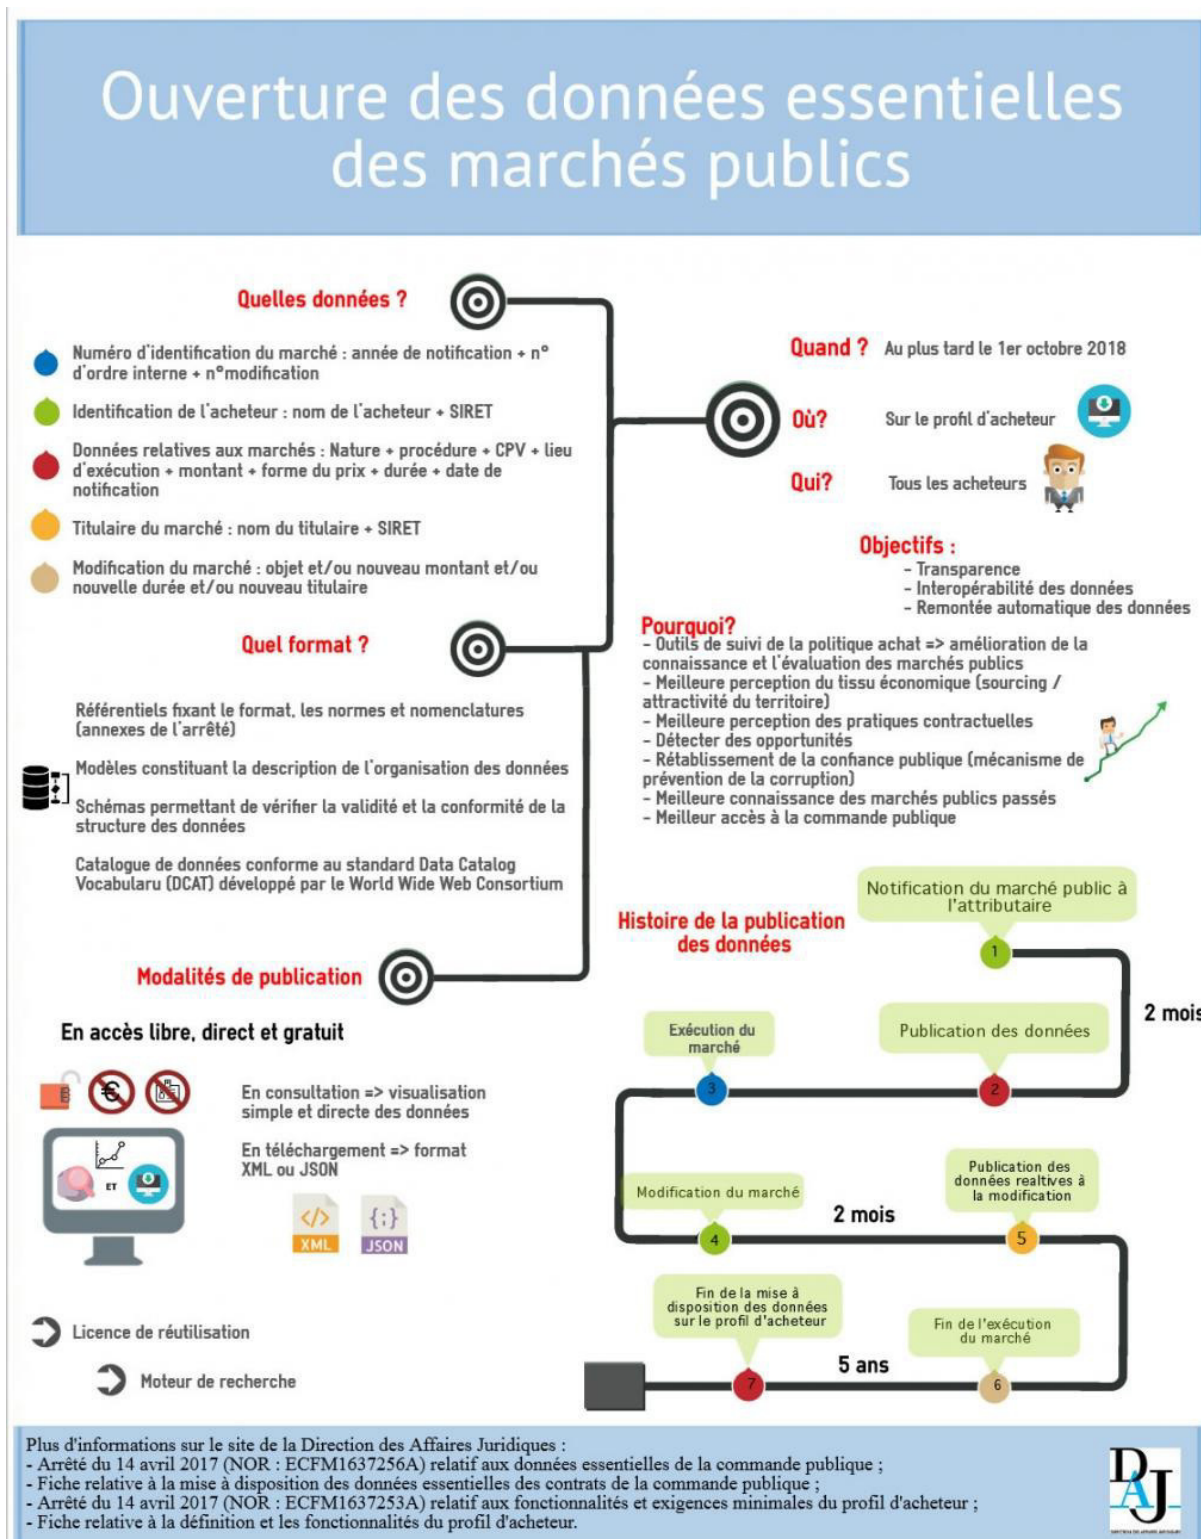 Ouverture des données essentielles
des marchés publics
Quelles données ?
Numéro d'identification du marché : année de notification + n°
d'ordre interne + n°modification
Identification de l'acheteur : nom de l'acheteur + SIRET
Données relatives aux marchés : Nature + procédure + CPV + lieu
d'exécution + montant + forme du prix + durée + date de
notification
Titulaire du marché : nom du titulaire + SIRET
Modification du marché : objet et/ou nouveau montant et/ou
nouvelle durée et/ou nouveau titulaire
Quand ? Au plus tard le 1er octobre 2018
Où? Sur le profil d'acheteur
Qui? Tous les acheteurs
Objectifs :
- Transparence
- Interopérabilité des données
- Remontée automatique des données
Pourquoi?
- Outils de suivi de la politique achat => amélioration de la
connaissance et l'évaluation des marchés publics
- Meilleure perception du tissu économique (sourcing /
attractivité du territoire)
- Meilleure perception des pratiques contractuelles
- Détecter des opportunités
- Rétablissement de la confiance publique (mécanisme de
prévention de la corruption)
- Meilleure connaissance des marchés publics passés
- Meilleur accès à la commande publique
Quel format ?
Référentiels fixant le format, les normes et nomenclatures
(annexes de l'arrêté)
Modèles constituant la description de l'organisation des données
Schémas permettant de vérifier la validité et la conformité de la
structure des données
Catalogue de données conforme au standard Data Catalog
Vocabularu (DCAT) développé par le World Wide Web Consortium
Modalités de publication
En accès libre, direct et gratuit
€
En consultation => visualisation
simple et directe des données
En téléchargement => format
XML ou JSON
ET
</>
XML
{;}
JSON
Licence de réutilisation
Moteur de recherche
Histoire de la publication
des données
Notification du marché public à
l'attributaire
1
2 mois
Publication des données
2
Exécution du
marché
3
Modification du marché
4
2 mois
Publication des
données realtives à
la modification
5
Fin de l'exécution
du marché
6
5 ans
Fin de la mise à
disposition des données
sur le profil d'acheteur
7
Plus d'informations sur le site de la Direction des Affaires Juridiques :
- Arrêté du 14 avril 2017 (NOR : ECFM1637256A) relatif aux données essentielles de la commande publique ;
- Fiche relative à la mise à disposition des données essentielles des contrats de la commande publique ;
- Arrêté du 14 avril 2017 (NOR : ECFM1637253A) relatif aux fonctionnalités et exigences minimales du profil d'acheteur ;
- Fiche relative à la définition et les fonctionnalités du profil d'acheteur.
DAJ
DIRECTION DES AFFAIRES JURIDIQUES